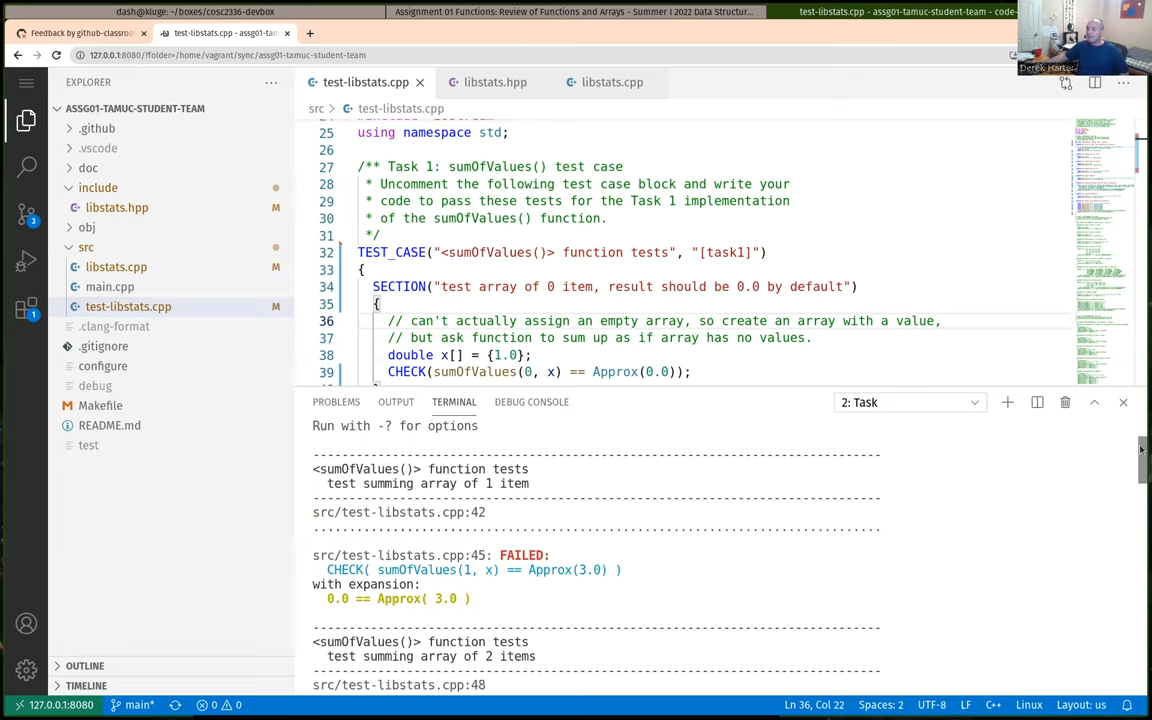 dash@kluge: ~/boxes/cosc2336-devbox
Assignment 01 Functions: Review of Functions and Arrays - Summer I 2022 Data Structur...
test-libstats.cpp - assg01-tamuc-student-team - code-
Feedback by github-classroo
test-libstats.cpp - assg01-tamu
127.0.0.1:8080/?folder=/home/vagrant/sync/assg01-tamuc-student-team
Derek Harter
EXPLORER
ASSG01-TAMUC-STUDENT-TEAM
.github
.vscode
doc
include
libstats.hpp M
obj
src
libstats.cpp M
main.cpp
test-libstats.cpp M
.clang-format
.gitignore
configure
debug
Makefile
README.md
test
OUTLINE
TIMELINE
3
1
test-libstats.cpp
libstats.hpp
libstats.cpp
src > test-libstats.cpp
25 using namespace std;
26
27 /** Task 1: sumOfValues() test case
28 * Uncomment the following test case block and write your
29 * code to pass these tests for the Task 1 implementation
30 * of the sumOfValues() function.
31 */
32 TEST_CASE("<sumOfValues()> function tests", "[task1]")
33 {
34 SECTION("test array of 0 item, result should be 0.0 by default")
35 {
36 // can't actually assign an empty array, so create an array with a value,
37 // but ask function to sum up as if array has no values.
38 double x[] = {1.0};
39 CHECK(sumOfValues(0, x) == Approx(0.0));
PROBLEMS OUTPUT TERMINAL DEBUG CONSOLE
2: Task
Run with -? for options
-------------------------------------------------------------------------------
<sumOfValues()> function tests
test summing array of 1 item
-------------------------------------------------------------------------------
src/test-libstats.cpp:42
...............................................................................
src/test-libstats.cpp:45: FAILED:
CHECK( sumOfValues(1, x) == Approx(3.0) )
with expansion:
0.0 == Approx( 3.0 )
-------------------------------------------------------------------------------
<sumOfValues()> function tests
test summing array of 2 items
-------------------------------------------------------------------------------
src/test-libstats.cpp:48
127.0.0.1:8080 main* 0 0 Ln 36, Col 22 Spaces: 2 UTF-8 LF C++ Linux Layout: us